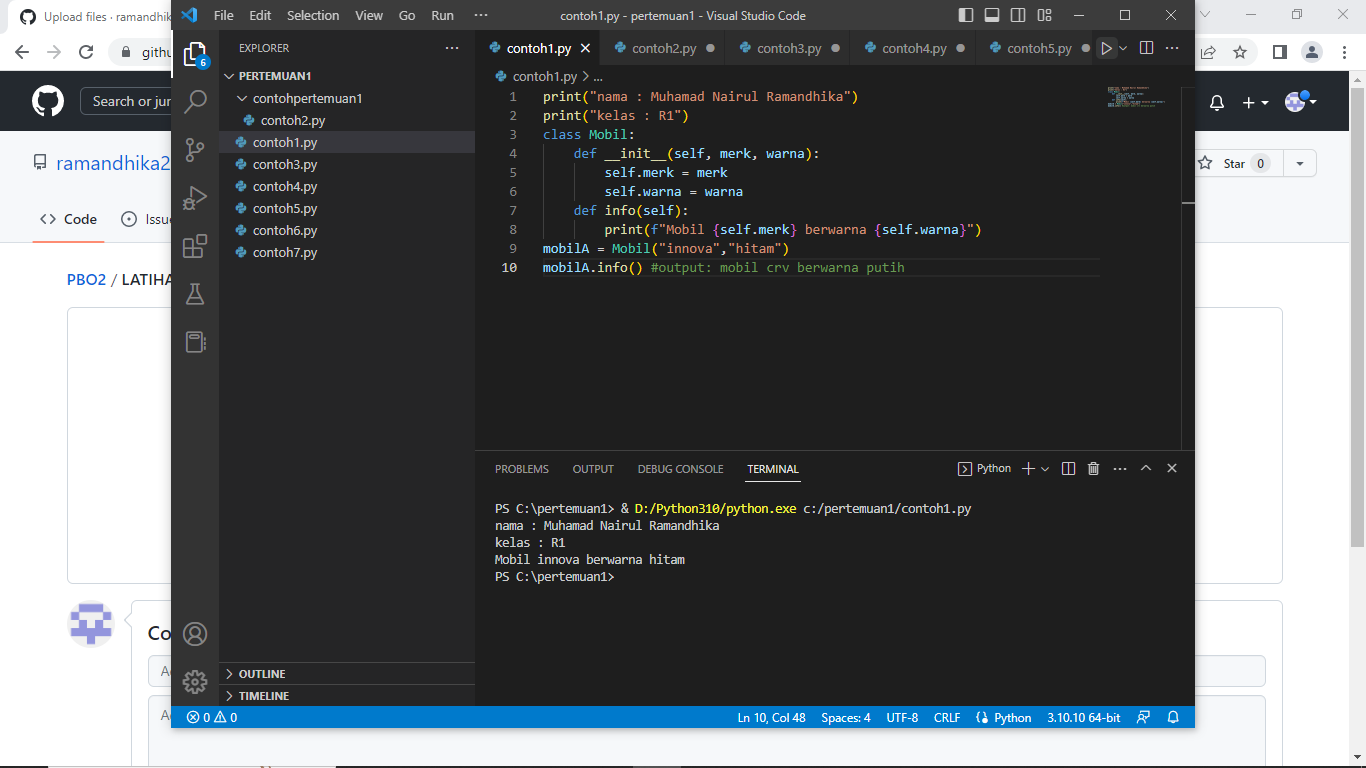 Upload files · ramandhik
File Edit Selection View Go Run ···
contoh1.py - pertemuan1 - Visual Studio Code
gith
Search or jur
ramandhika2
Star 0
Code
Issu
PBO2 / LATIHA
Co
6
EXPLORER
PERTEMUAN1
contohpertemuan1
contoh2.py
contoh1.py
contoh3.py
contoh4.py
contoh5.py
contoh6.py
contoh7.py
OUTLINE
TIMELINE
contoh1.py contoh2.py contoh3.py contoh4.py contoh5.py
contoh1.py > ...
1 print("nama : Muhamad Nairul Ramandhika")
2 print("kelas : R1")
3 class Mobil:
4 def __init__(self, merk, warna):
5 self.merk = merk
6 self.warna = warna
7 def info(self):
8 print(f"Mobil {self.merk} berwarna {self.warna}")
9 mobilA = Mobil("innova","hitam")
10 mobilA.info() #output: mobil crv berwarna putih
PROBLEMS OUTPUT DEBUG CONSOLE TERMINAL
Python
PS C:\pertemuan1> & D:/Python310/python.exe c:/pertemuan1/contoh1.py
nama : Muhamad Nairul Ramandhika
kelas : R1
Mobil innova berwarna hitam
PS C:\pertemuan1>
0 0
Ln 10, Col 48 Spaces: 4 UTF-8 CRLF Python 3.10.10 64-bit